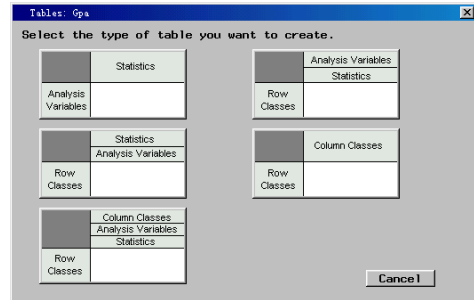 Tables: Gpa
Select the type of table you want to create.
Statistics
Analysis
Variables
Analysis Variables
Statistics
Row
Classes
Statistics
Analysis Variables
Row
Classes
Column Classes
Row
Classes
Column Classes
Analysis Variables
Statistics
Row
Classes
Cancel